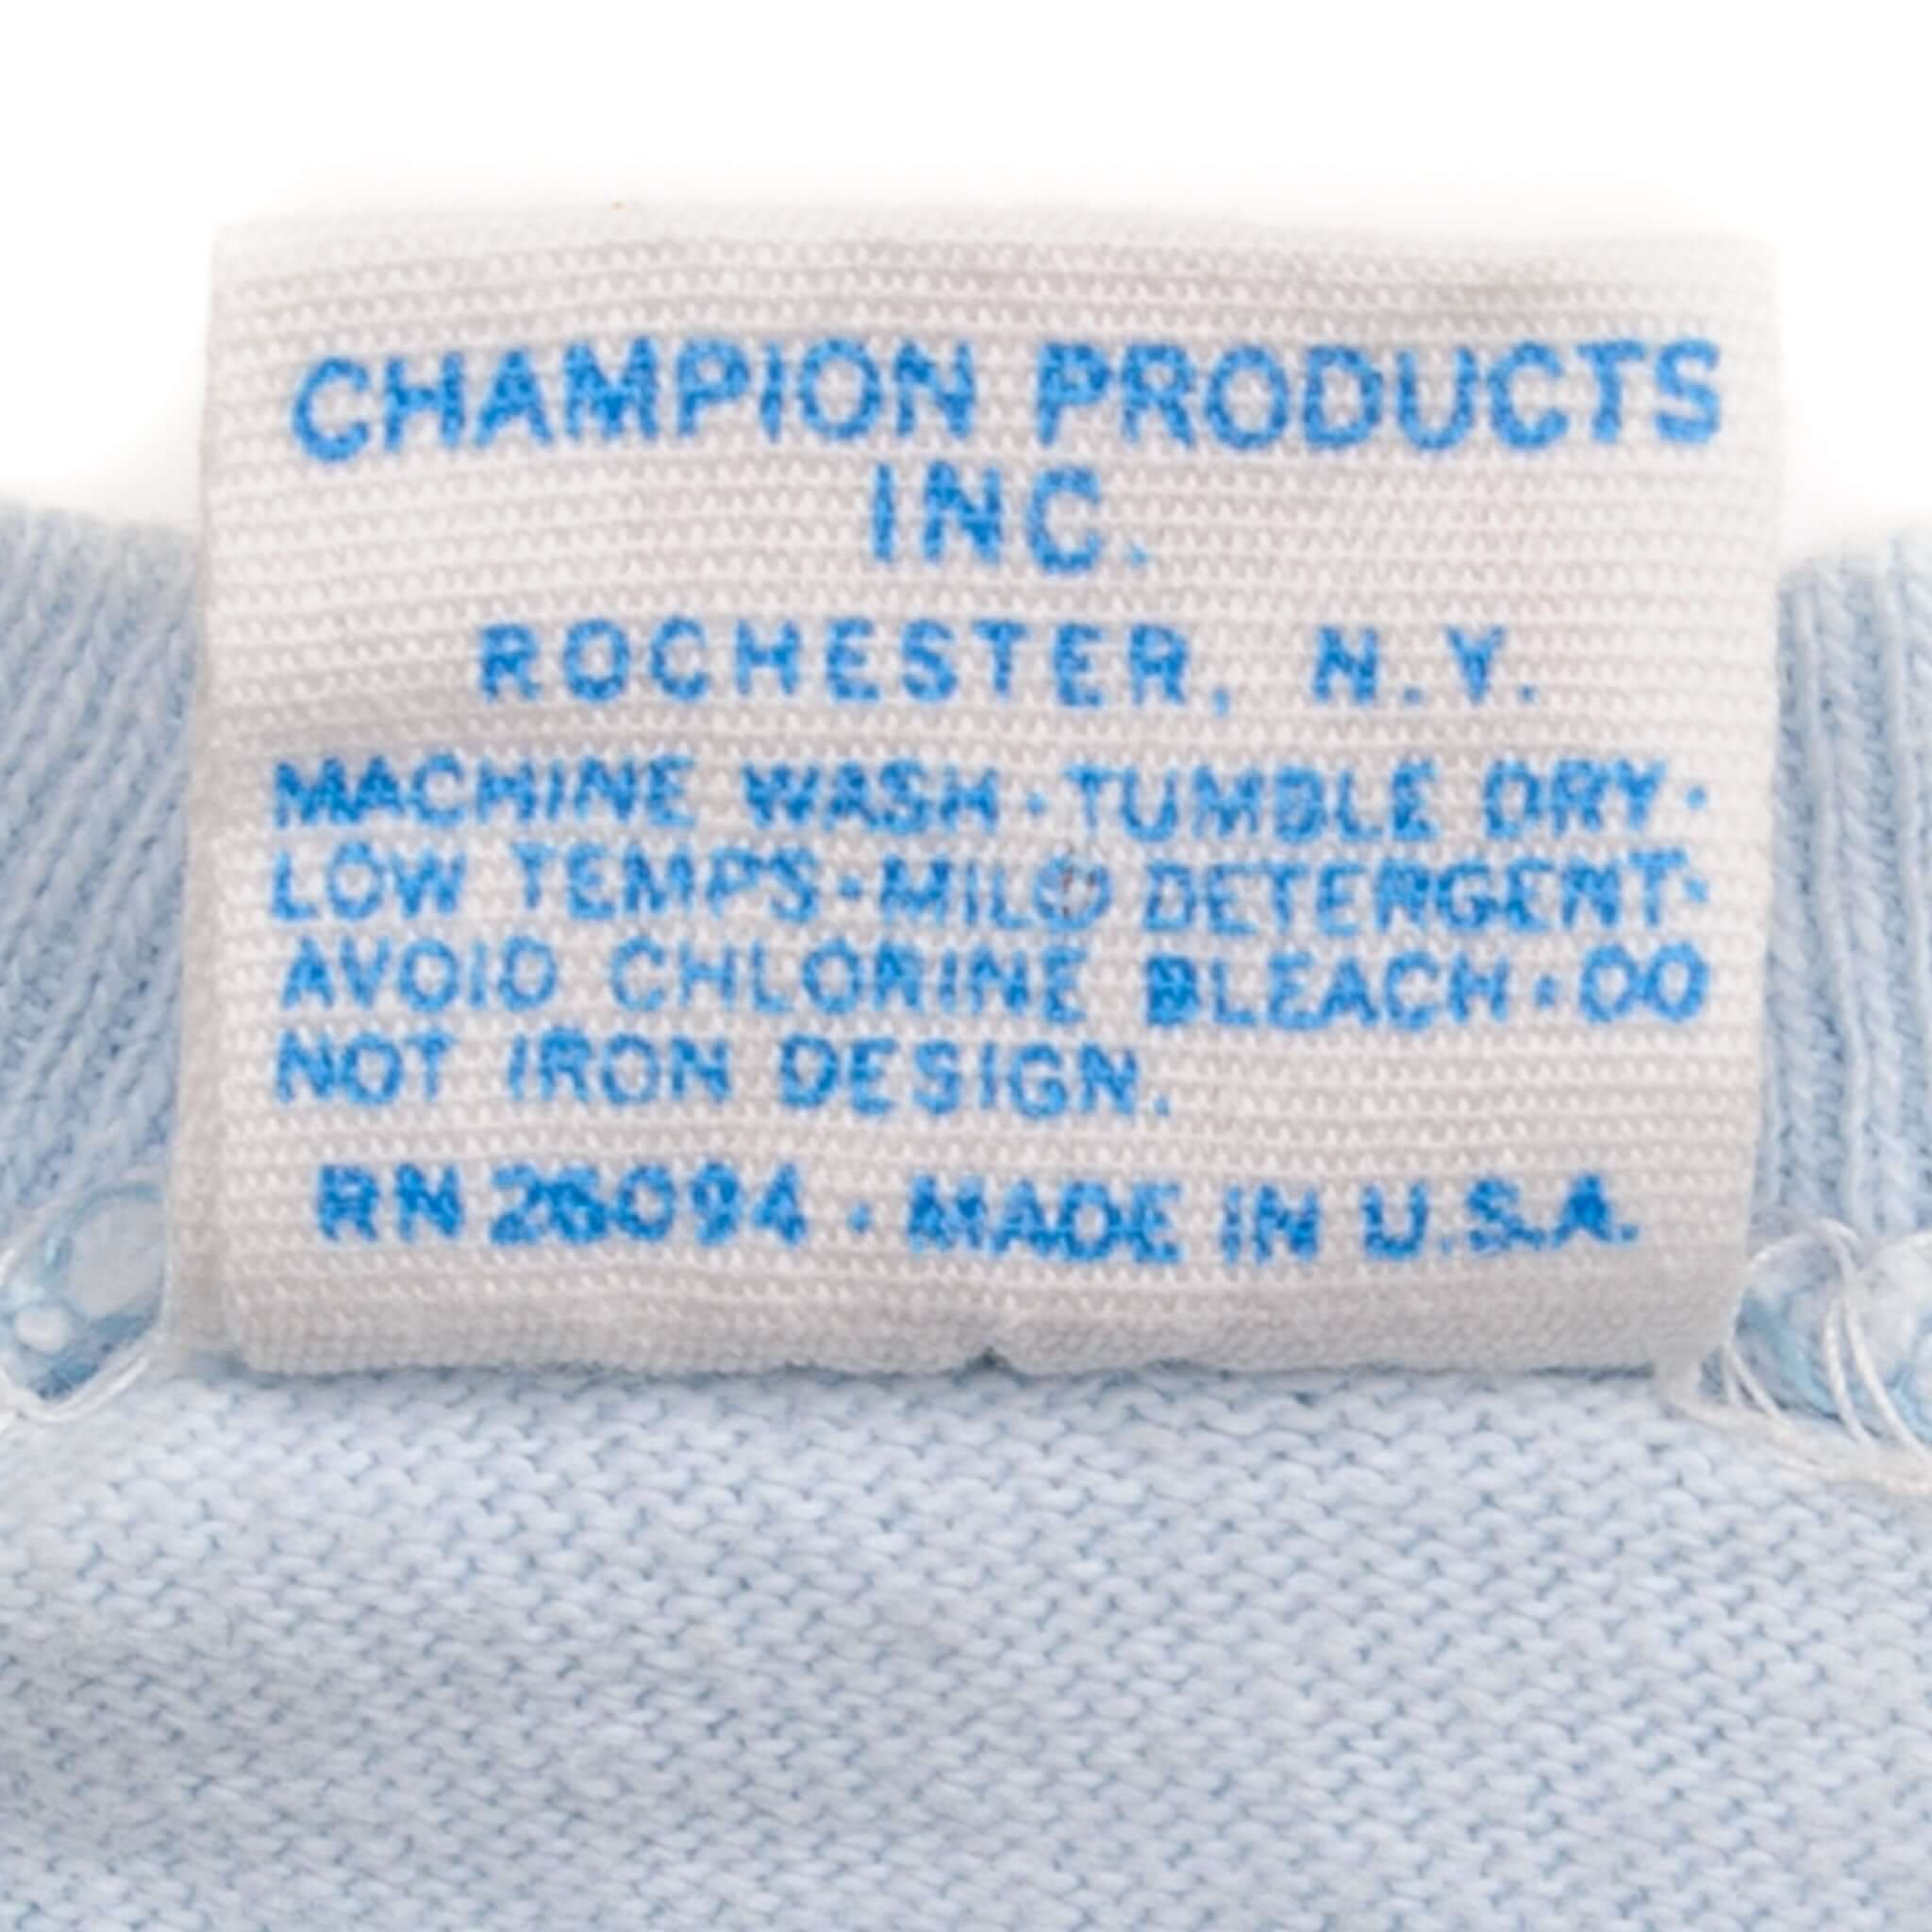 CHAMPION PRODUCTS
INC.
ROCHESTER, N.Y.
MACHINE WASH·TUMBLE DRY·
LOW TEMPS·MILD DETERGENT·
AVOID CHLORINE BLEACH·DO
NOT IRON DESIGN.
RN 26094 · MADE IN U.S.A.